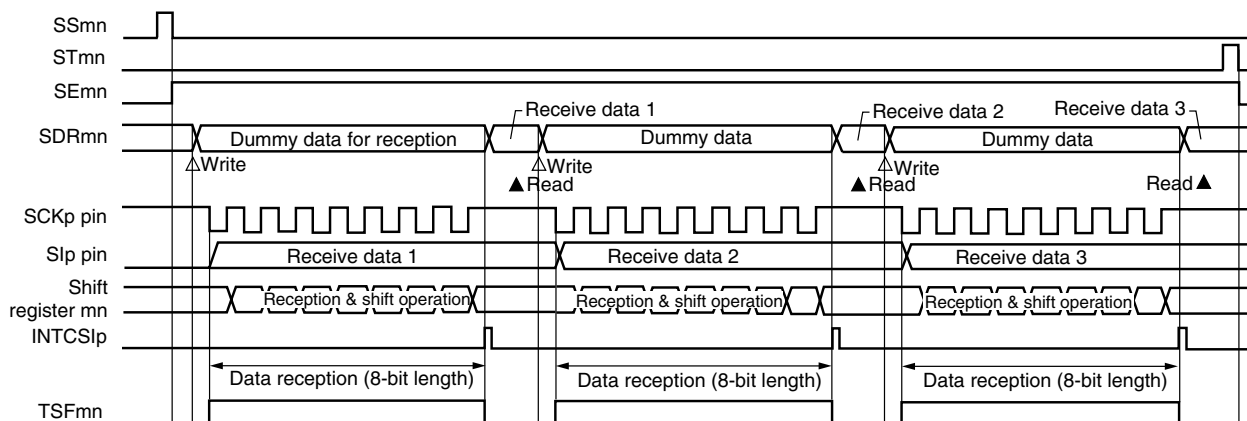 SSmn
STmn
SEmn
Receive data 1
Receive data 2
Receive data 3
SDRmn
Dummy data for reception
Dummy data
Dummy data
△Write
△Write
△Write
▲Read
▲Read
Read▲
SCKp pin
SIp pin
Receive data 1
Receive data 2
Receive data 3
Shift
register mn
Reception & shift operation
Reception & shift operation
Reception & shift operation
INTCSIp
Data reception (8-bit length)
Data reception (8-bit length)
Data reception (8-bit length)
TSFmn